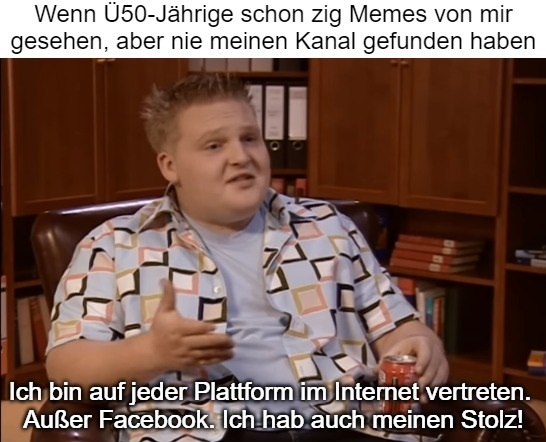 Wenn Ü50-Jährige schon zig Memes von mir
gesehen, aber nie meinen Kanal gefunden haben
Ich bin auf jeder Plattform im Internet vertreten.
Außer Facebook. Ich hab auch meinen Stolz!